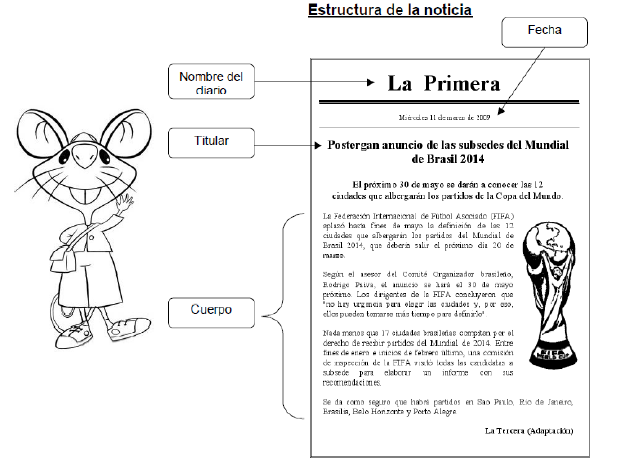 Estructura de la noticia
Fecha
Nombre del
diario
La Primera
Miércoles 11 de marzo de 2009
Titular
Postergan anuncio de las subsedes del Mundial
de Brasil 2014
El próximo 30 de mayo se darán a conocer las 12
ciudades que albergarán los partidos de la Copa del Mundo.
Cuerpo
La Federación Internacional de Futbol Asociado (FIFA)
aplazó hasta fines de mayo la definición de las 12
ciudades que albergarán los partidos del Mundial de
Brasil 2014, que debería salir el próximo día 20 de
marzo.
Según el asesor del Comité Organizador brasileño,
Rodrigo Paiva, el anuncio se hará el 30 de mayo
próximo. Los dirigentes de la FIFA concluyeron que
"no hay urgencia para elegir las ciudades y, por eso,
ellos pueden tomarse más tiempo para definirlo"
Nada menos que 17 ciudades brasileñas compiten por el
derecho de recibir partidos del Mundial de 2014. Entre
fines de enero e inicios de febrero último, una comisión
de inspección de la FIFA visitó todas las candidatas a
subsede para elaborar un informe con sus
recomendaciones.
Se da como seguro que habrá partidos en Sao Paulo, Rio de Janeiro,
Brasilia, Belo Horizonte y Porto Alegre.
La Tercera (Adaptación)